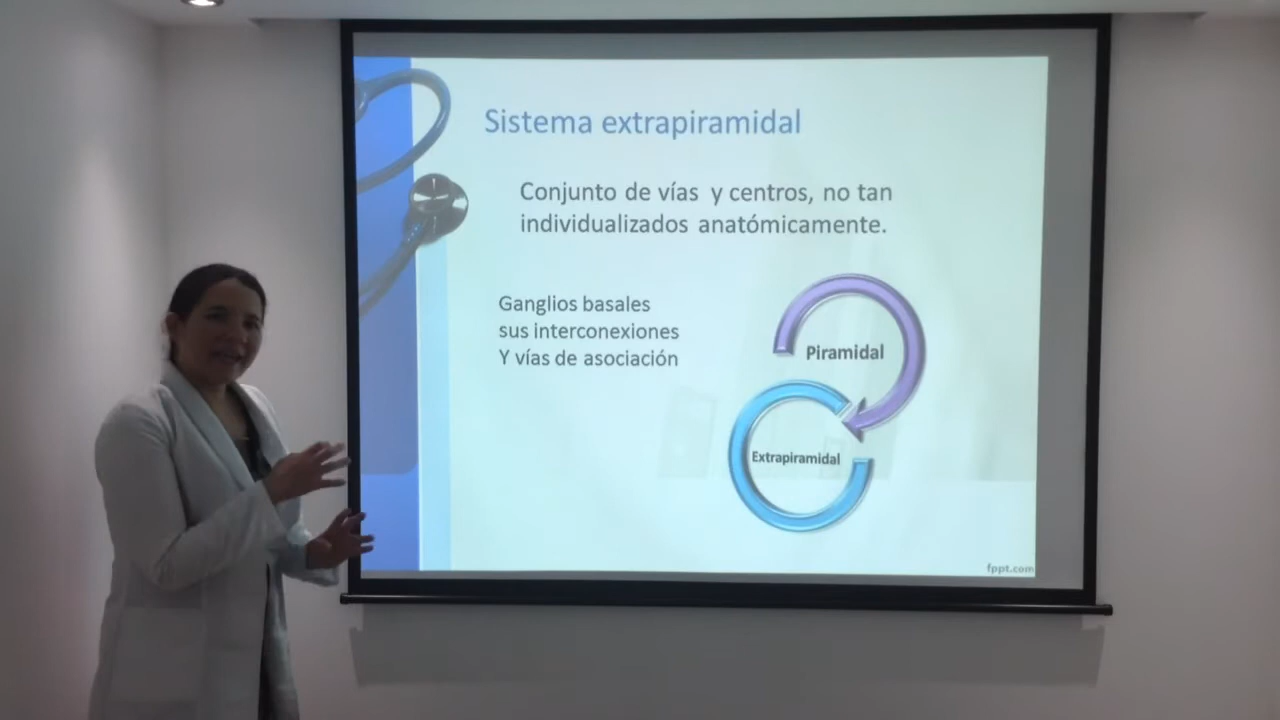 Sistema extrapiramidal
Conjunto de vías y centros, no tan
individualizados anatómicamente.
Ganglios basales
sus interconexiones
Y vías de asociación
Piramidal
Extrapiramidal
fppt.com